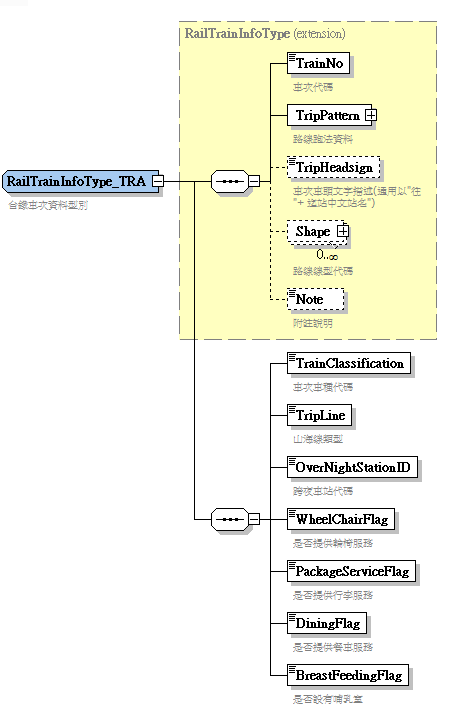 RailTrainInfoType (extension)
TrainNo
車次代碼
TripPattern
路線跑法資料
TripHeadsign
車次車頭文字描述(通用以"往
"+ 迄站中文站名")
Shape
0..∞
路線線型代碼
Note
附註說明
RailTrainInfoType_TRA
台鐵車次資料型別
TrainClassification
車次車種代碼
TripLine
山海線類型
OverNightStationID
跨夜車站代碼
WheelChairFlag
是否提供輪椅服務
PackageServiceFlag
是否提供行李服務
DiningFlag
是否提供餐車服務
BreastFeedingFlag
是否設有哺乳室